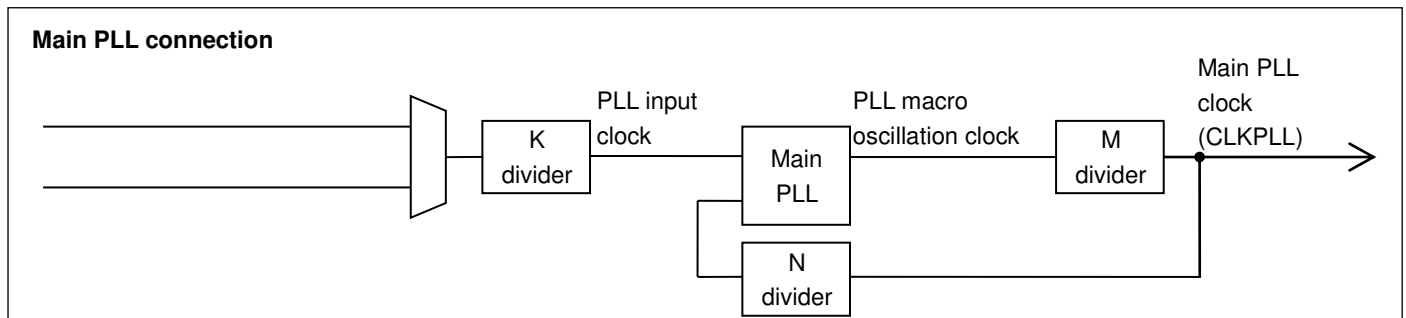 Main PLL connection
Main PLL
clock
(CLKPLL)
PLL input
clock
PLL macro
oscillation clock
K
divider
Main
PLL
M
divider
N
divider